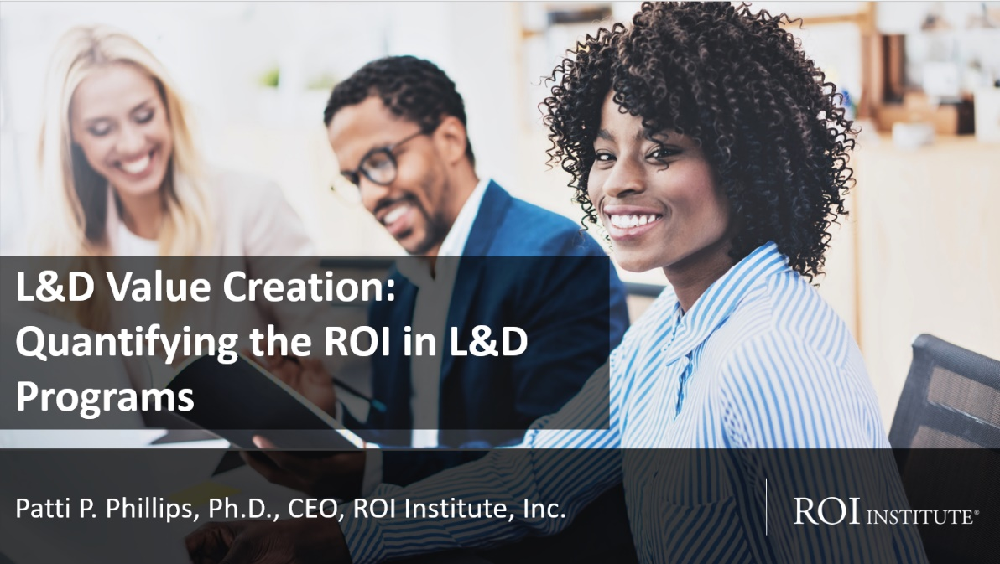 L&D Value Creation:
Quantifying the ROI in L&D
Programs
Patti P. Phillips, Ph.D., CEO, ROI Institute, Inc.
ROI INSTITUTE®